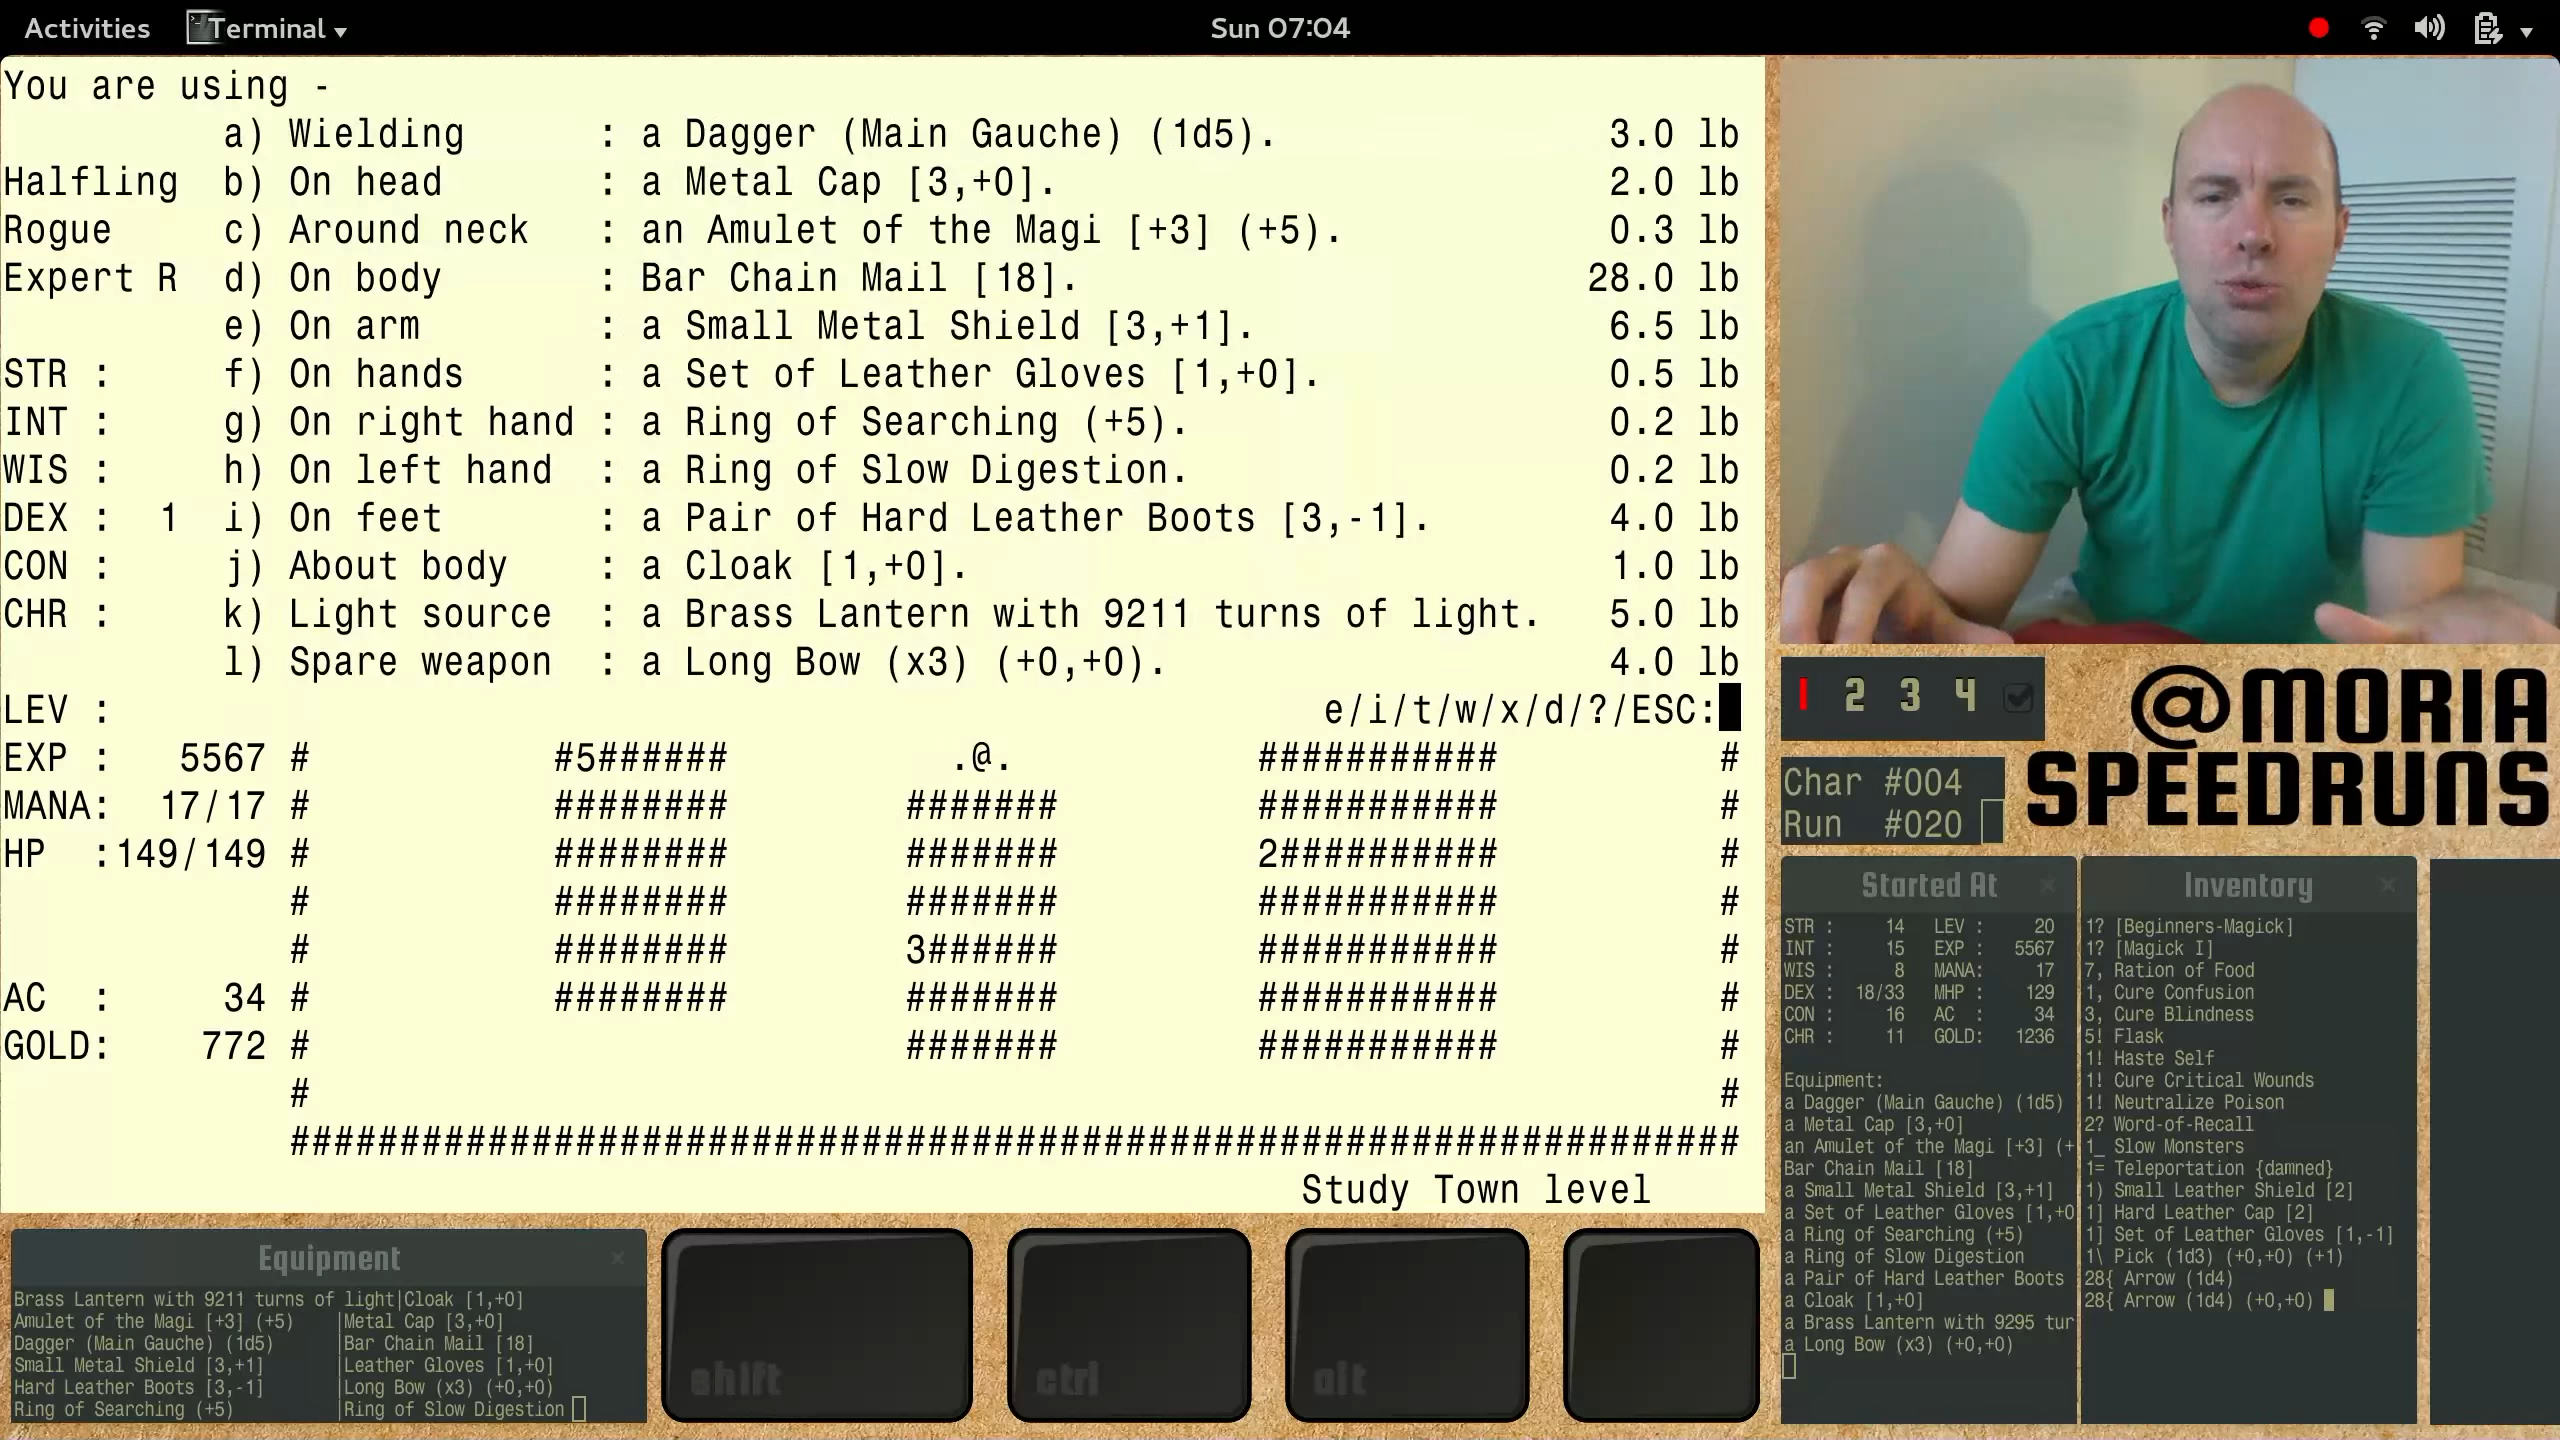 Activities Terminal Sun 07:04
You are using -
a) Wielding : a Dagger (Main Gauche) (1d5). 3.0 lb
Halfling b) On head : a Metal Cap [3,+0]. 2.0 lb
Rogue c) Around neck : an Amulet of the Magi [+3] (+5). 0.3 lb
Expert R d) On body : Bar Chain Mail [18]. 28.0 lb
e) On arm : a Small Metal Shield [3,+1]. 6.5 lb
STR : f) On hands : a Set of Leather Gloves [1,+0]. 0.5 lb
INT : g) On right hand : a Ring of Searching (+5). 0.2 lb
WIS : h) On left hand : a Ring of Slow Digestion. 0.2 lb
DEX : 1 i) On feet : a Pair of Hard Leather Boots [3,-1]. 4.0 lb
CON : j) About body : a Cloak [1,+0]. 1.0 lb
CHR : k) Light source : a Brass Lantern with 9211 turns of light. 5.0 lb
l) Spare weapon : a Long Bow (x3) (+0,+0). 4.0 lb
LEV : e/i/t/w/x/d/?/ESC:
EXP : 5567 # #5###### .@. ########### #
MANA: 17/17 # ######## ####### ########### #
HP :149/149 # ######## ####### 2########## #
# ######## ####### ########### #
# ######## 3###### ########### #
AC : 34 # ######## ####### ########### #
GOLD: 772 # ####### ########### #
# #
##################################################################
Study Town level
1 2 3 4
@MORIA
SPEEDRUNS
Char #004
Run #020
Started At
STR : 14 LEV : 20
INT : 15 EXP : 5567
WIS : 8 MANA: 17
DEX : 18/33 MHP : 129
CON : 16 AC : 34
CHR : 11 GOLD: 1236
Equipment:
a Dagger (Main Gauche) (1d5)
a Metal Cap [3,+0]
an Amulet of the Magi [+3] (+
Bar Chain Mail [18]
a Small Metal Shield [3,+1]
a Set of Leather Gloves [1,+0
a Ring of Searching (+5)
a Ring of Slow Digestion
a Pair of Hard Leather Boots
a Cloak [1,+0]
a Brass Lantern with 9295 tur
a Long Bow (x3) (+0,+0)
Inventory
1? [Beginners-Magick]
1? [Magick I]
7, Ration of Food
1, Cure Confusion
3, Cure Blindness
5! Flask
1! Haste Self
1! Cure Critical Wounds
1! Neutralize Poison
2? Word-of-Recall
1_ Slow Monsters
1= Teleportation {damned}
1) Small Leather Shield [2]
1] Hard Leather Cap [2]
1] Set of Leather Gloves [1,-1]
1\ Pick (1d3) (+0,+0) (+1)
28{ Arrow (1d4)
28{ Arrow (1d4) (+0,+0)
Equipment
Brass Lantern with 9211 turns of light|Cloak [1,+0]
Amulet of the Magi [+3] (+5) |Metal Cap [3,+0]
Dagger (Main Gauche) (1d5) |Bar Chain Mail [18]
Small Metal Shield [3,+1] |Leather Gloves [1,+0]
Hard Leather Boots [3,-1] |Long Bow (x3) (+0,+0)
Ring of Searching (+5) |Ring of Slow Digestion
shift ctrl alt